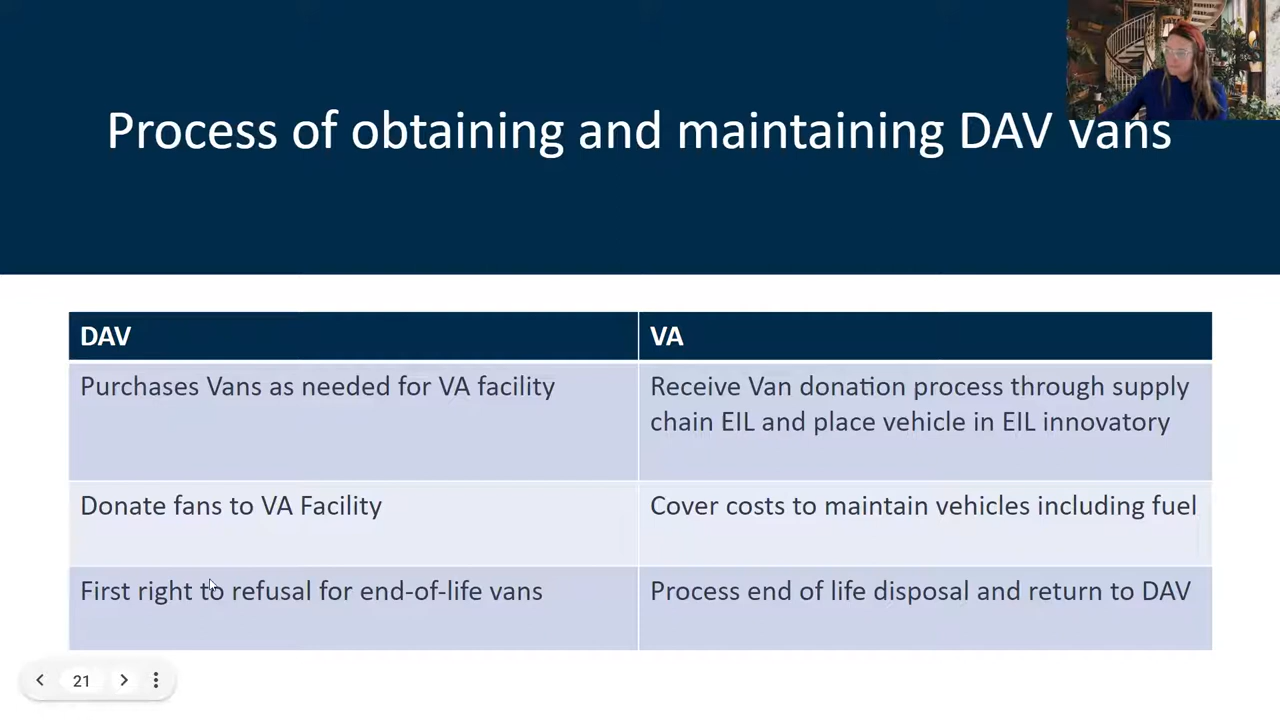 Process of obtaining and maintaining DAV vans
DAV
VA
Purchases Vans as needed for VA facility
Receive Van donation process through supply
chain EIL and place vehicle in EIL innovatory
Donate fans to VA Facility
Cover costs to maintain vehicles including fuel
First right to refusal for end-of-life vans
Process end of life disposal and return to DAV
21